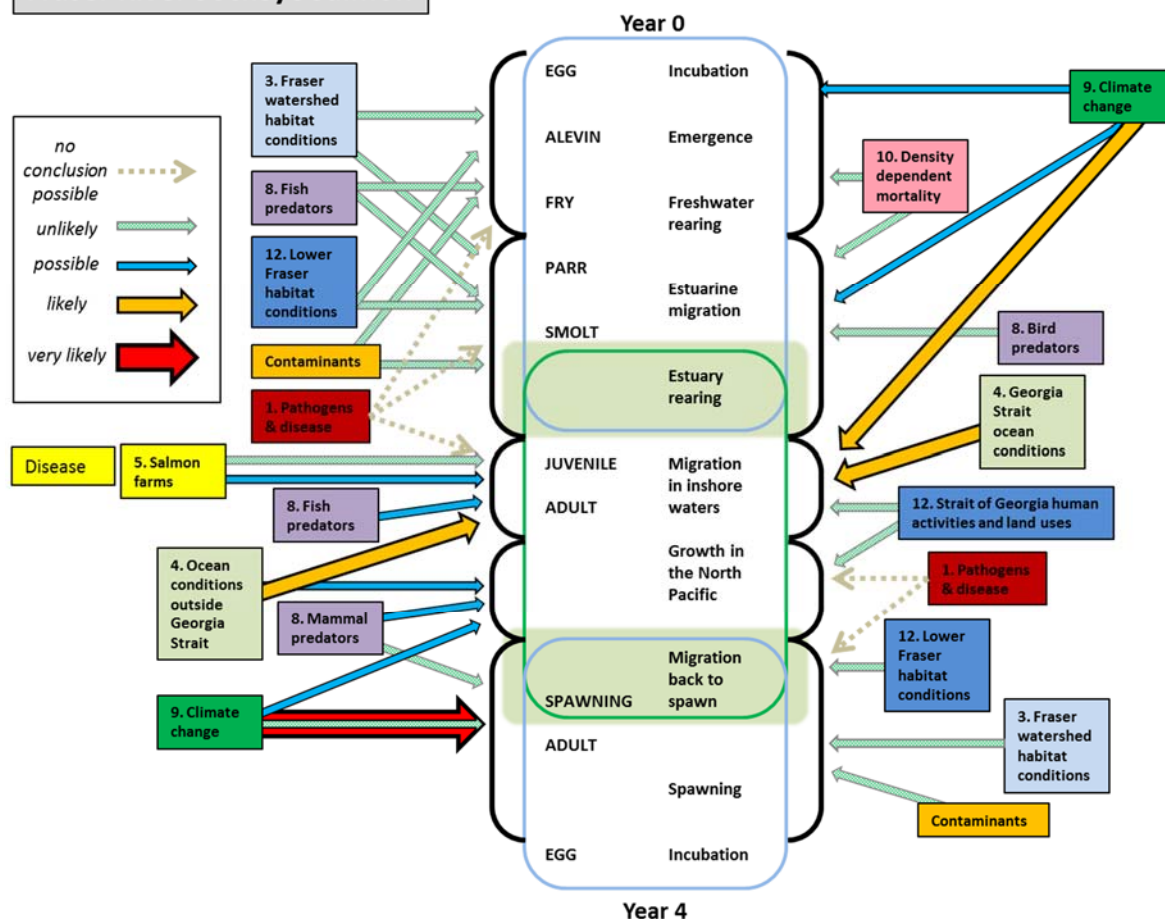 Year 0
no
conclusion
possible
unlikely
possible
likely
very likely
3. Fraser
watershed
habitat
conditions
8. Fish
predators
12. Lower
Fraser
habitat
conditions
Contaminants
1. Pathogens
& disease
Disease
5. Salmon
farms
8. Fish
predators
4. Ocean
conditions
outside
Georgia
Strait
8. Mammal
predators
9. Climate
change
EGG Incubation
ALEVIN Emergence
FRY Freshwater
rearing
PARR
Estuarine
migration
SMOLT
Estuary
rearing
JUVENILE Migration
in inshore
ADULT waters
Growth in
the North
Pacific
Migration
back to
SPAWNING spawn
ADULT
Spawning
EGG Incubation
9. Climate
change
10. Density
dependent
mortality
8. Bird
predators
4. Georgia
Strait
ocean
conditions
12. Strait of Georgia human
activities and land uses
1. Pathogens
& disease
12. Lower
Fraser
habitat
conditions
3. Fraser
watershed
habitat
conditions
Contaminants
Year 4